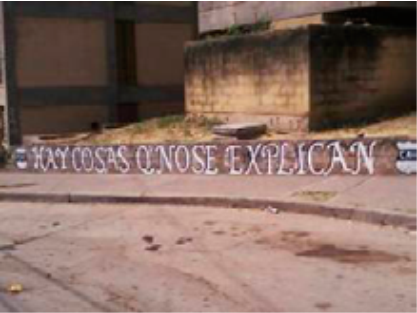 HAY COSAS Q' NO SE EXPLICAN